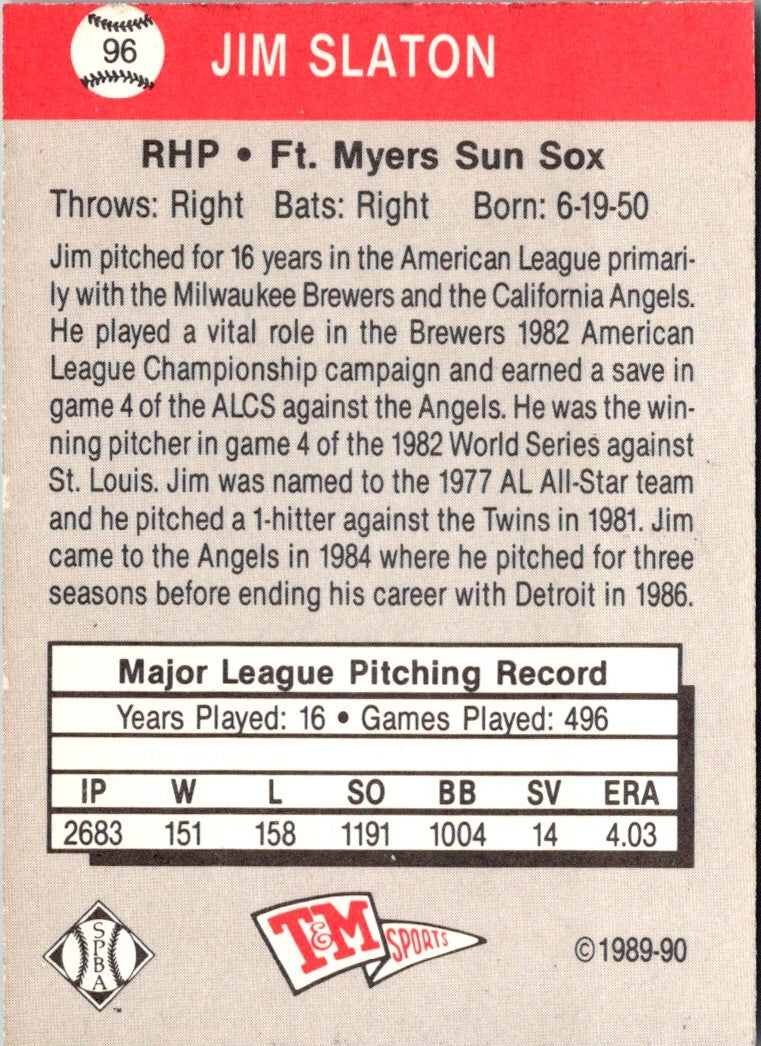 96
JIM SLATON
RHP • Ft. Myers Sun Sox
Throws: Right Bats: Right Born: 6-19-50
Jim pitched for 16 years in the American League primari-
ly with the Milwaukee Brewers and the California Angels.
He played a vital role in the Brewers 1982 American
League Championship campaign and earned a save in
game 4 of the ALCS against the Angels. He was the win-
ning pitcher in game 4 of the 1982 World Series against
St. Louis. Jim was named to the 1977 AL All-Star team
and he pitched a 1-hitter against the Twins in 1981. Jim
came to the Angels in 1984 where he pitched for three
seasons before ending his career with Detroit in 1986.
Major League Pitching Record
Years Played: 16 • Games Played: 496
IP W L SO BB SV ERA
2683 151 158 1191 1004 14 4.03
SPBA
T&M SPORTS
©1989-90